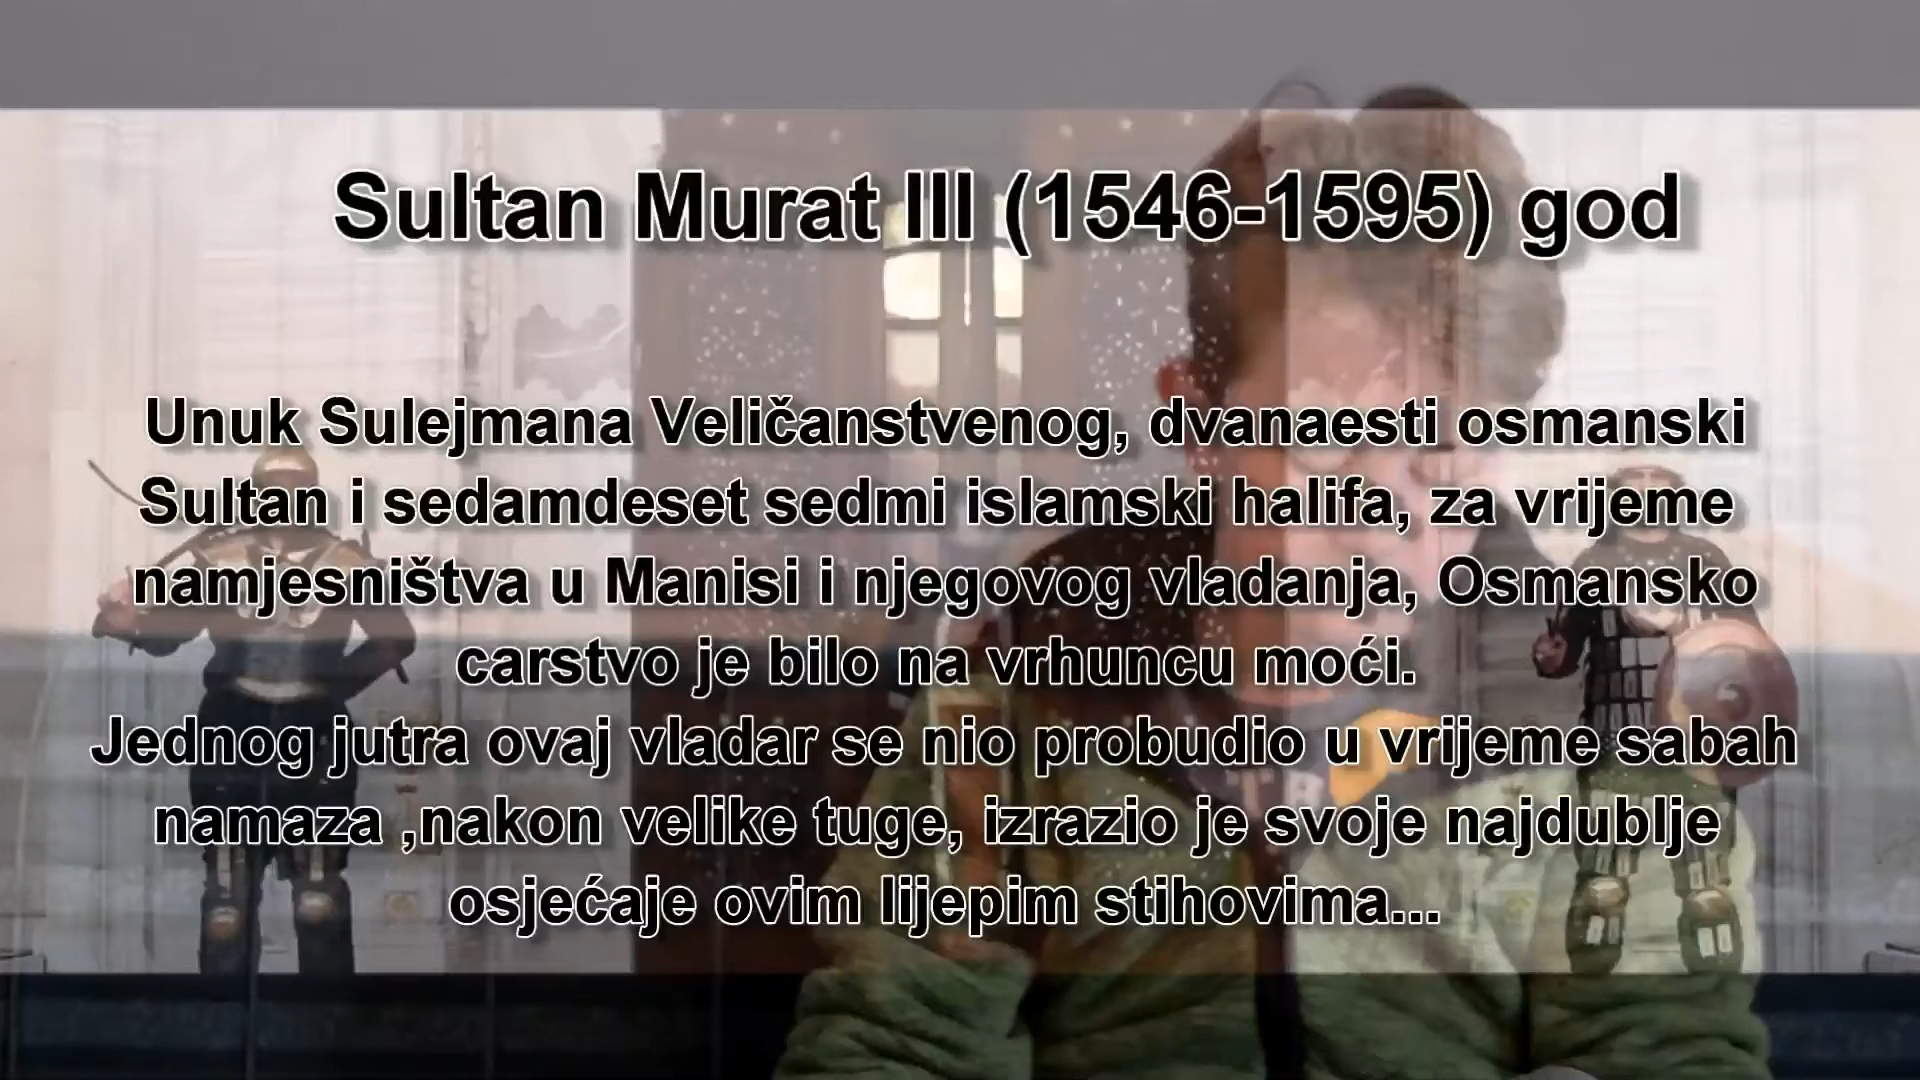 Sultan Murat III (1546-1595) god
Unuk Sulejmana Veličanstvenog, dvanaesti osmanski
Sultan i sedamdeset sedmi islamski halifa, za vrijeme
namjesništva u Manisi i njegovog vladanja, Osmansko
carstvo je bilo na vrhuncu moći.
Jednog jutra ovaj vladar se nio probudio u vrijeme sabah
namaza ,nakon velike tuge, izrazio je svoje najdublje
osjećaje ovim lijepim stihovima...